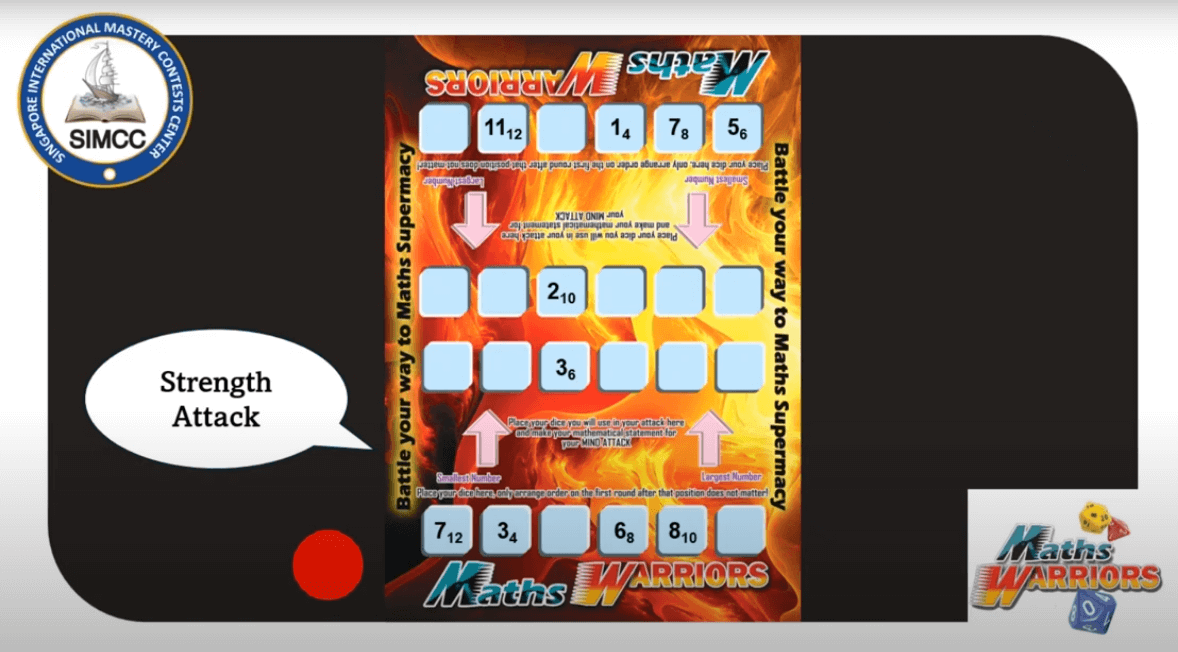 SINGAPORE INTERNATIONAL MASTERY CONTESTS CENTER
SIMCC
Maths WARRIORS
11₁₂ 1₄ 7₈ 5₆
Place your dice here, only arrange order on the first round after that position does not matter!
Smallest Number
Largest Number
Place your dice you will use in your attack here
and make your mathematical statement for
your MIND ATTACK
2₁₀
3₆
Place your dice you will use in your attack here
and make your mathematical statement for
your MIND ATTACK
Smallest Number
Largest Number
Place your dice here, only arrange order on the first round after that position does not matter!
7₁₂ 3₄ 6₈ 8₁₀
Maths WARRIORS
Battle your way to Maths Supermacy
Battle your way to Maths Supermacy
Strength
Attack
Maths
WARRIORS